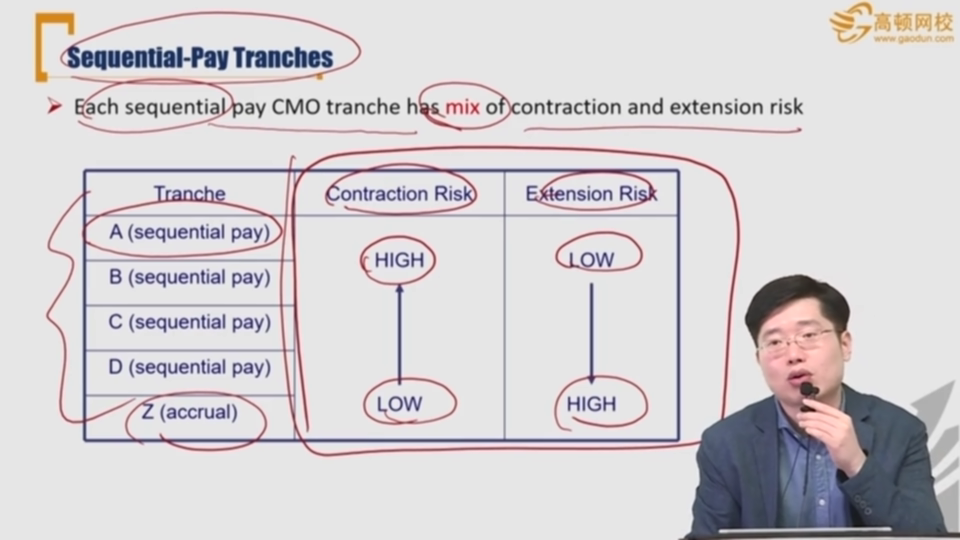 高顿网校
www.gaodun.com
Sequential-Pay Tranches
Each sequential pay CMO tranche has mix of contraction and extension risk
Tranche Contraction Risk Extension Risk
A (sequential pay)
HIGH LOW
B (sequential pay)
C (sequential pay)
D (sequential pay)
Z (accrual)
LOW HIGH